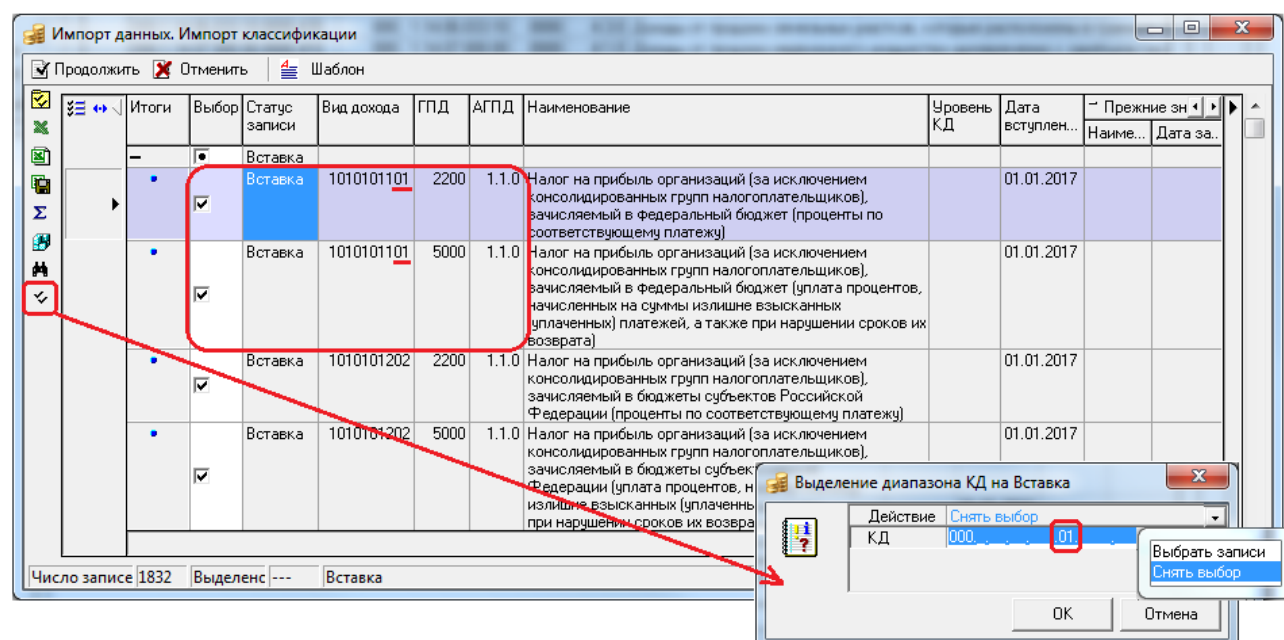 Импорт данных. Импорт классификации
Продолжить Отменить Шаблон
Итоги Выбор Статус записи Вид дохода ГПД АГПД Наименование Уровень КД Дата вступлен... Прежние зн
Наиме... Дата за..
Вставка
Вставка 1010101101 2200 1.1.0 Налог на прибыль организаций (за исключением 01.01.2017
консолидированных групп налогоплательщиков),
зачисляемый в федеральный бюджет (проценты по
соответствующему платежу)
Вставка 1010101101 5000 1.1.0 Налог на прибыль организаций (за исключением 01.01.2017
консолидированных групп налогоплательщиков),
зачисляемый в федеральный бюджет (уплата процентов,
начисленных на суммы излишне взысканных
(уплаченных) платежей, а также при нарушении сроков их
возврата)
Вставка 1010101202 2200 1.1.0 Налог на прибыль организаций (за исключением 01.01.2017
консолидированных групп налогоплательщиков),
зачисляемый в бюджеты субъектов Российской
Федерации (проценты по соответствующему платежу)
Вставка 1010101202 5000 1.1.0 Налог на прибыль организаций (за исключением 01.01.2017
консолидированных групп налогоплательщиков),
зачисляемый в бюджеты субъек
Федерации (уплата процентов, н
излишне взысканных (уплаченны
при нарушении сроков их возвра
Число записе 1832 Выделенс --- Вставка
Выделение диапазона КД на Вставка
Действие Снять выбор
КД 000. . . . .01. .
Выбрать записи
Снять выбор
OK Отмена